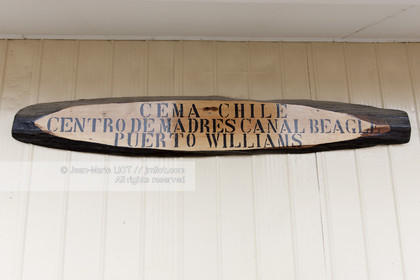 CEMA-CHILE
CENTRO DE MADRES CANAL BEAGLE
PUERTO WILLIAMS
© Jean-Marie LIOT // jmliot.com
All rights reserved